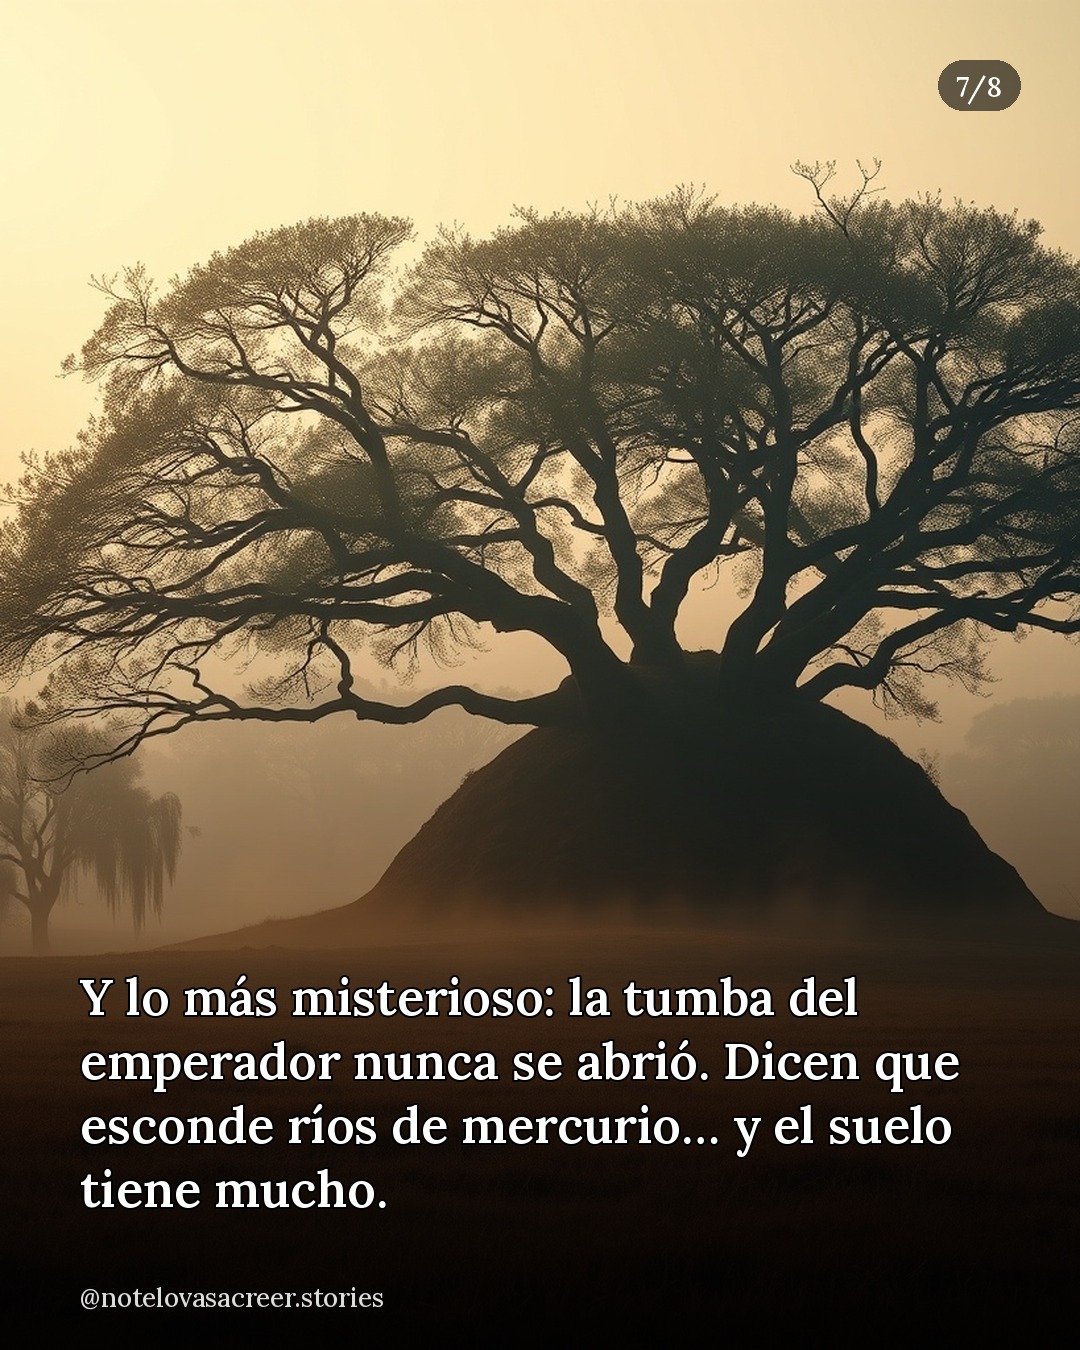 7/8
Y lo más misterioso: la tumba del
emperador nunca se abrió. Dicen que
esconde ríos de mercurio... y el suelo
tiene mucho.
@notelovasacreer.stories